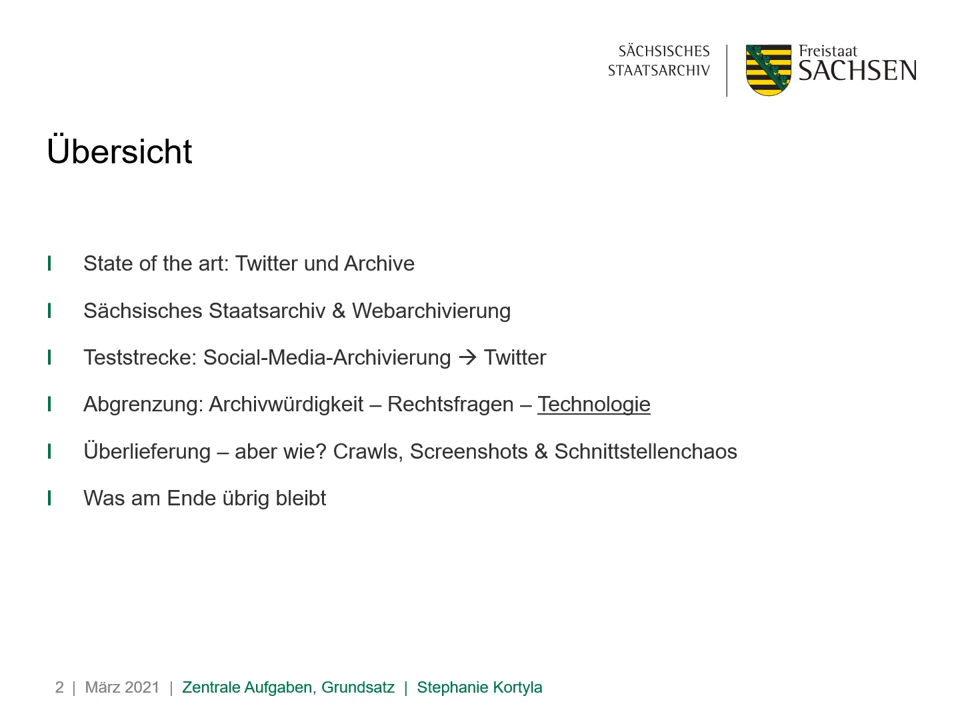 SÄCHSISCHES
STAATSARCHIV
Freistaat
SACHSEN
Übersicht
State of the art: Twitter und Archive
Sächsisches Staatsarchiv & Webarchivierung
Teststrecke: Social-Media-Archivierung → Twitter
Abgrenzung: Archivwürdigkeit – Rechtsfragen – Technologie
Überlieferung – aber wie? Crawls, Screenshots & Schnittstellenchaos
Was am Ende übrig bleibt
2 | März 2021 | Zentrale Aufgaben, Grundsatz | Stephanie Kortyla